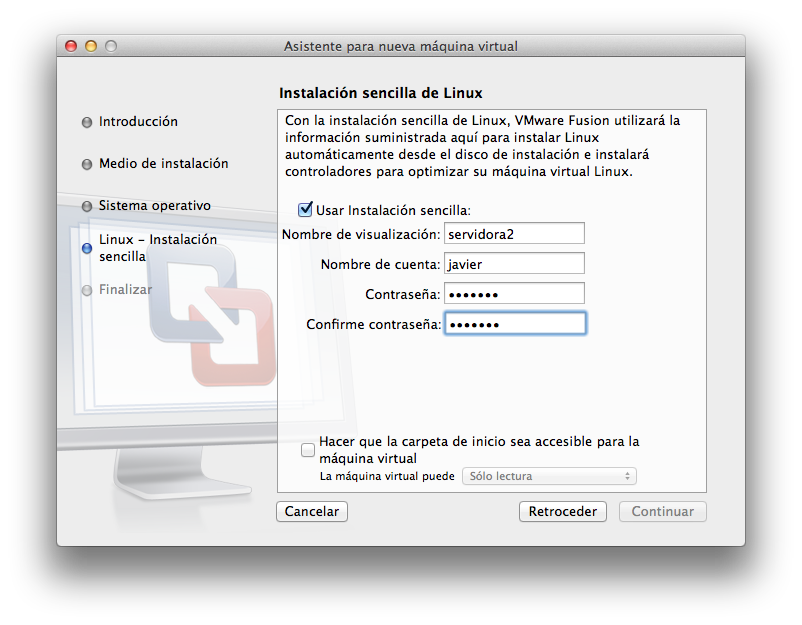 Asistente para nueva máquina virtual
Instalación sencilla de Linux
Introducción
Medio de instalación
Sistema operativo
Linux – Instalación
sencilla
Finalizar
Con la instalación sencilla de Linux, VMware Fusion utilizará la
información suministrada aquí para instalar Linux
automáticamente desde el disco de instalación e instalará
controladores para optimizar su máquina virtual Linux.
Usar Instalación sencilla:
Nombre de visualización: servidora2
Nombre de cuenta: javier
Contraseña: •••••••
Confirme contraseña: •••••••
Hacer que la carpeta de inicio sea accesible para la
máquina virtual
La máquina virtual puede Sólo lectura
Cancelar Retroceder Continuar